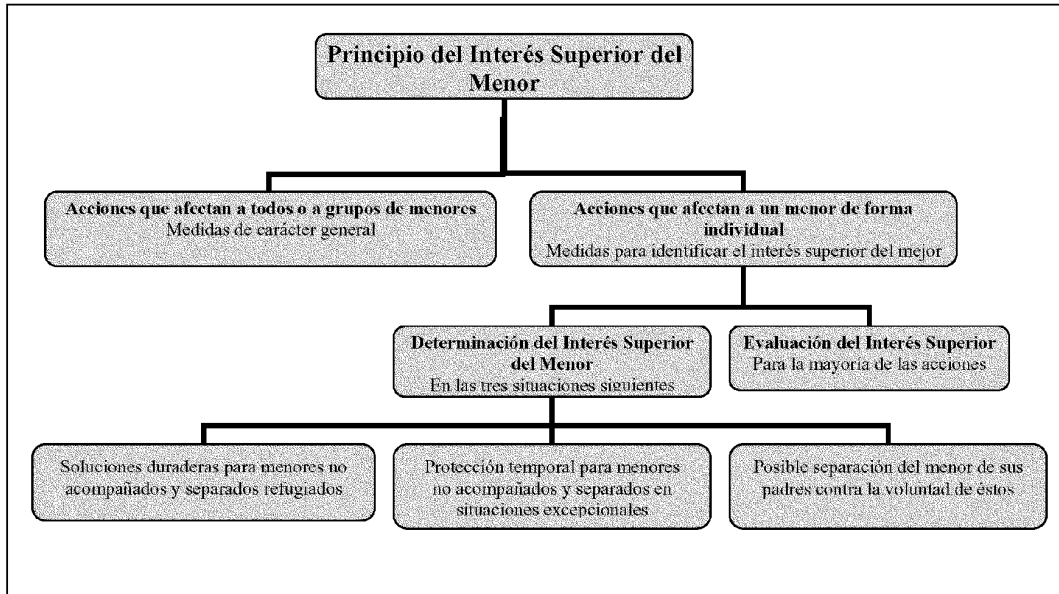 Principio del Interés Superior del
Menor
Acciones que afectan a todos o a grupos de menores
Medidas de carácter general
Acciones que afectan a un menor de forma
individual
Medidas para identificar el interés superior del mejor
Determinación del Interés Superior
del Menor
En las tres situaciones siguientes
Evaluación del Interés Superior
Para la mayoría de las acciones
Soluciones duraderas para menores no
acompañados y separados refugiados
Protección temporal para menores
no acompañados y separados en
situaciones excepcionales
Posible separación del menor de sus
padres contra la voluntad de éstos